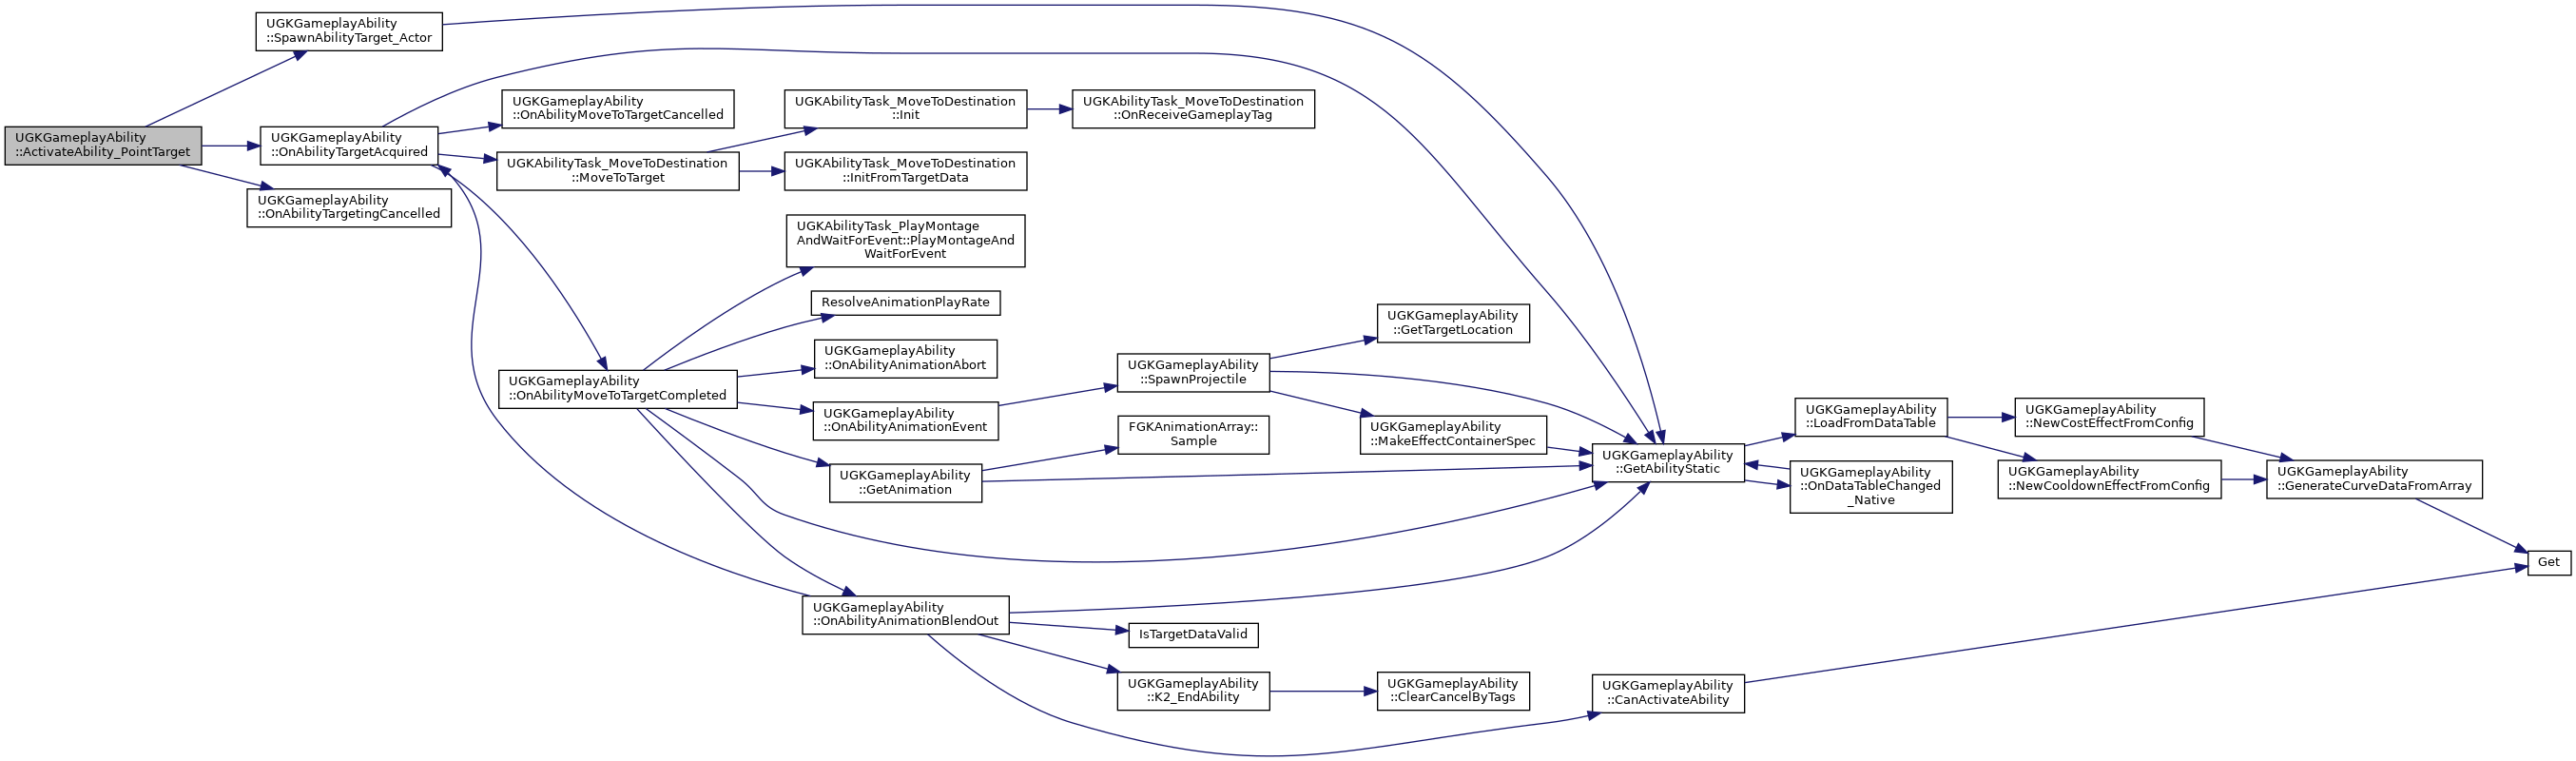 UGKGameplayAbility
::ActivateAbility_PointTarget
UGKGameplayAbility
::SpawnAbilityTarget_Actor
UGKGameplayAbility
::OnAbilityTargetAcquired
UGKGameplayAbility
::OnAbilityTargetingCancelled
UGKGameplayAbility
::OnAbilityMoveToTargetCancelled
UGKAbilityTask_MoveToDestination
::MoveToTarget
UGKAbilityTask_MoveToDestination
::Init
UGKAbilityTask_MoveToDestination
::InitFromTargetData
UGKAbilityTask_MoveToDestination
::OnReceiveGameplayTag
UGKGameplayAbility
::OnAbilityMoveToTargetCompleted
UGKAbilityTask_PlayMontage
AndWaitForEvent::PlayMontageAnd
WaitForEvent
ResolveAnimationPlayRate
UGKGameplayAbility
::OnAbilityAnimationAbort
UGKGameplayAbility
::OnAbilityAnimationEvent
UGKGameplayAbility
::GetAnimation
UGKGameplayAbility
::OnAbilityAnimationBlendOut
UGKGameplayAbility
::SpawnProjectile
FGKAnimationArray::
Sample
IsTargetDataValid
UGKGameplayAbility
::K2_EndAbility
UGKGameplayAbility
::GetTargetLocation
UGKGameplayAbility
::MakeEffectContainerSpec
UGKGameplayAbility
::ClearCancelByTags
UGKGameplayAbility
::GetAbilityStatic
UGKGameplayAbility
::CanActivateAbility
UGKGameplayAbility
::LoadFromDataTable
UGKGameplayAbility
::OnDataTableChanged
_Native
UGKGameplayAbility
::NewCostEffectFromConfig
UGKGameplayAbility
::NewCooldownEffectFromConfig
UGKGameplayAbility
::GenerateCurveDataFromArray
Get